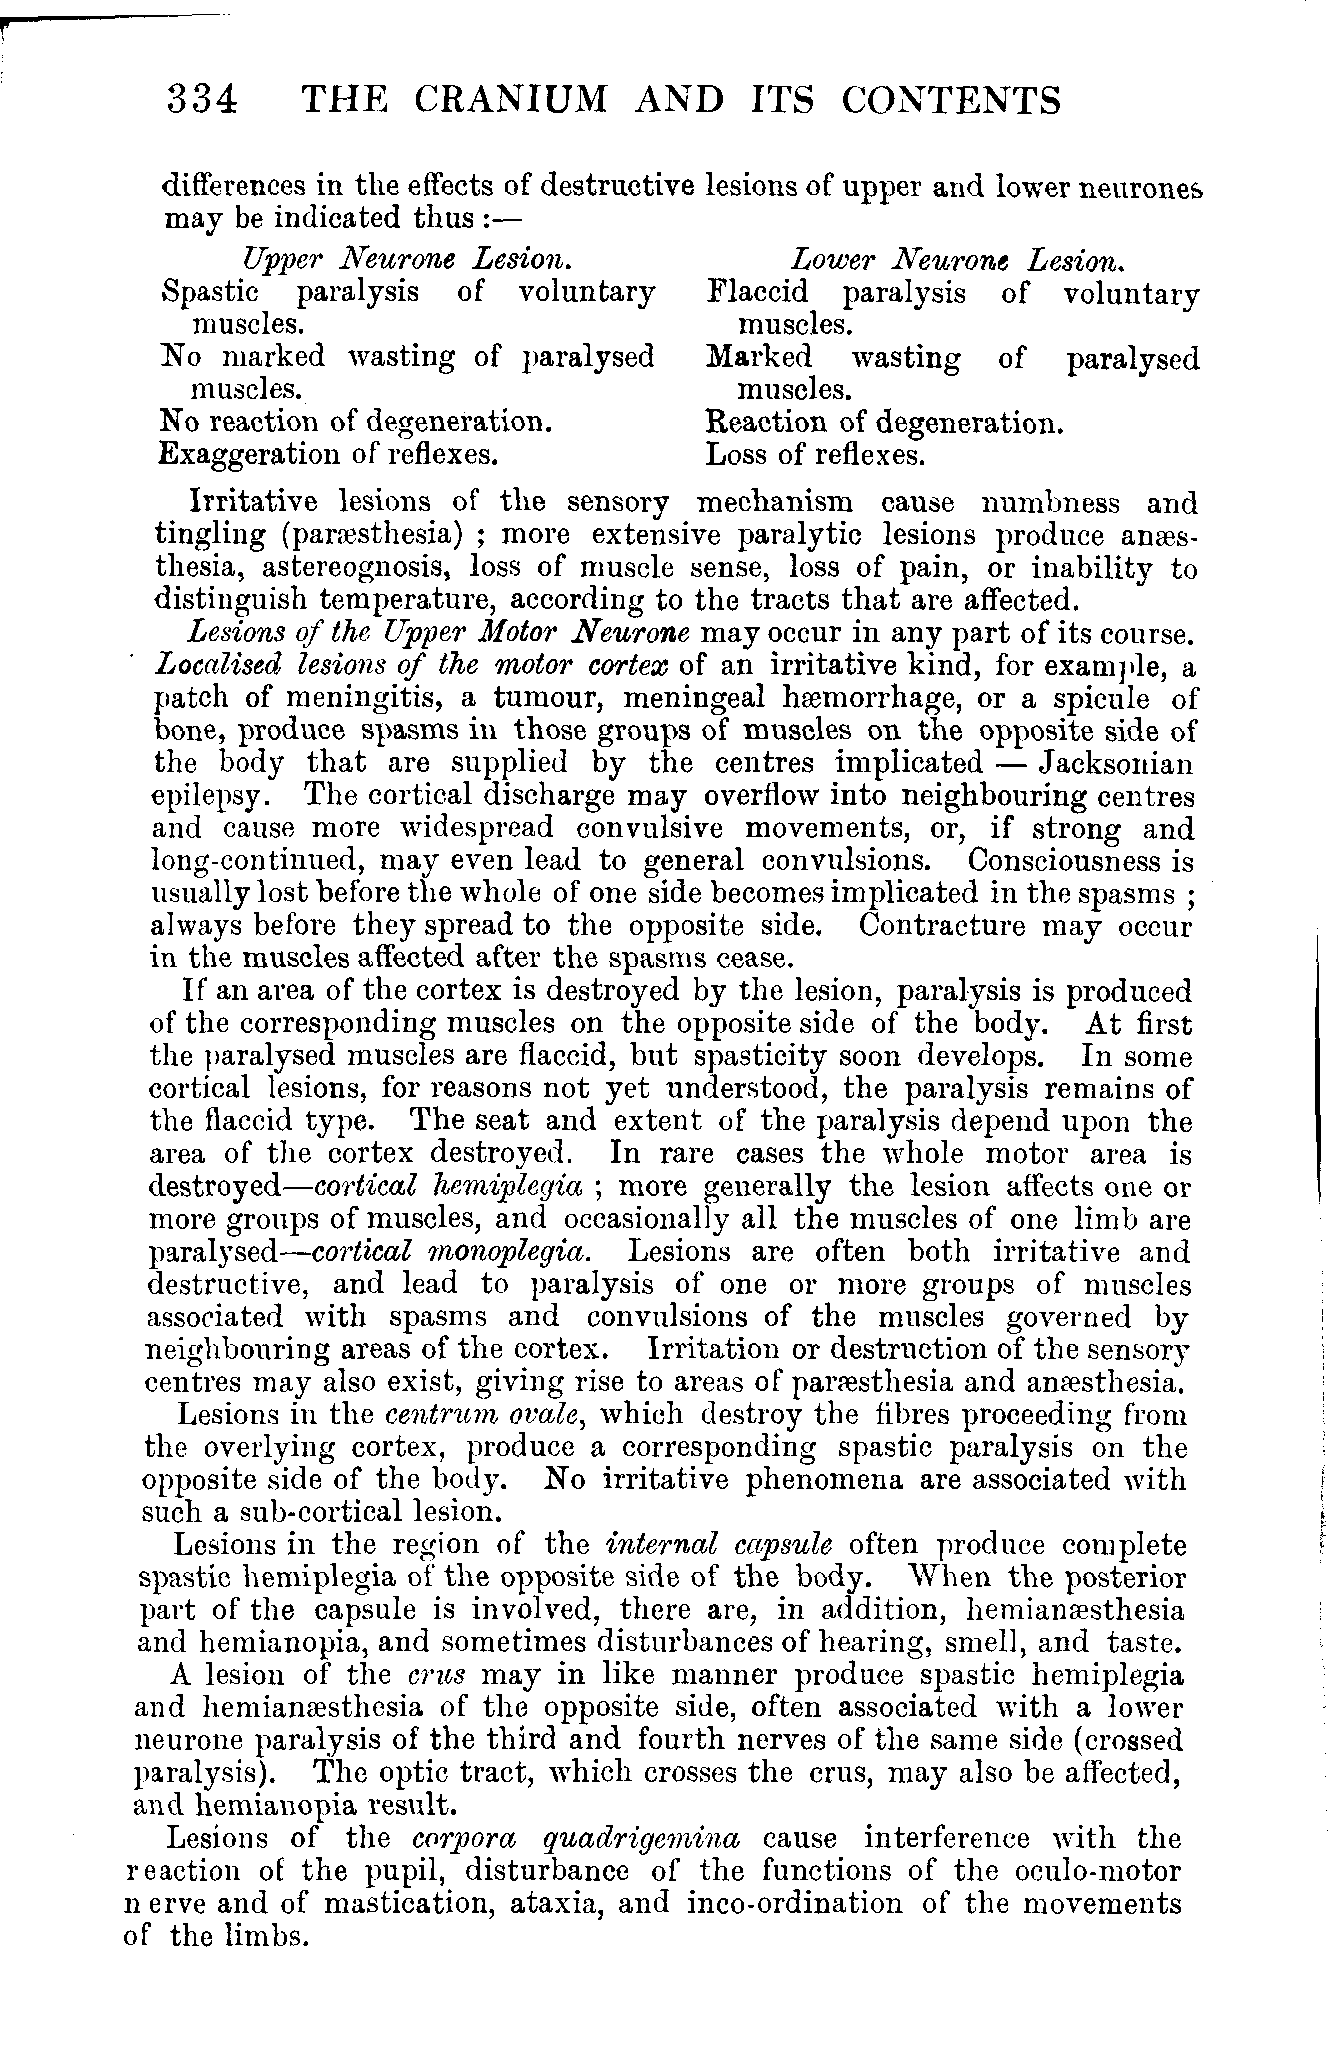 334 THE CRANIUM AND ITS CONTENTS
differences in the effects of destructive lesions of upper and lower neurones
may be indicated thus :—
Upper Neurone Lesion. Lower Neurone Lesion.
Spastic paralysis of voluntary Flaccid paralysis of voluntary
muscles. muscles.
No marked wasting of paralysed Marked wasting of paralysed
muscles. muscles.
No reaction of degeneration. Reaction of degeneration.
Exaggeration of reflexes. Loss of reflexes.
Irritative lesions of the sensory mechanism cause numbness and
tingling (paræsthesia) ; more extensive paralytic lesions produce anæs-
thesia, astereognosis, loss of muscle sense, loss of pain, or inability to
distinguish temperature, according to the tracts that are affected.
Lesions of the Upper Motor Neurone may occur in any part of its course.
Localised lesions of the motor cortex of an irritative kind, for example, a
patch of meningitis, a tumour, meningeal hæmorrhage, or a spicule of
bone, produce spasms in those groups of muscles on the opposite side of
the body that are supplied by the centres implicated — Jacksonian
epilepsy. The cortical discharge may overflow into neighbouring centres
and cause more widespread convulsive movements, or, if strong and
long-continued, may even lead to general convulsions. Consciousness is
usually lost before the whole of one side becomes implicated in the spasms ;
always before they spread to the opposite side. Contracture may occur
in the muscles affected after the spasms cease.
If an area of the cortex is destroyed by the lesion, paralysis is produced
of the corresponding muscles on the opposite side of the body. At first
the paralysed muscles are flaccid, but spasticity soon develops. In some
cortical lesions, for reasons not yet understood, the paralysis remains of
the flaccid type. The seat and extent of the paralysis depend upon the
area of the cortex destroyed. In rare cases the whole motor area is
destroyed—cortical hemiplegia ; more generally the lesion affects one or
more groups of muscles, and occasionally all the muscles of one limb are
paralysed—cortical monoplegia. Lesions are often both irritative and
destructive, and lead to paralysis of one or more groups of muscles
associated with spasms and convulsions of the muscles governed by
neighbouring areas of the cortex. Irritation or destruction of the sensory
centres may also exist, giving rise to areas of paræsthesia and anæsthesia.
Lesions in the centrum ovale, which destroy the fibres proceeding from
the overlying cortex, produce a corresponding spastic paralysis on the
opposite side of the body. No irritative phenomena are associated with
such a sub-cortical lesion.
Lesions in the region of the internal capsule often produce complete
spastic hemiplegia of the opposite side of the body. When the posterior
part of the capsule is involved, there are, in addition, hemianæsthesia
and hemianopia, and sometimes disturbances of hearing, smell, and taste.
A lesion of the crus may in like manner produce spastic hemiplegia
and hemianæsthesia of the opposite side, often associated with a lower
neurone paralysis of the third and fourth nerves of the same side (crossed
paralysis). The optic tract, which crosses the crus, may also be affected,
and hemianopia result.
Lesions of the corpora quadrigemina cause interference with the
reaction of the pupil, disturbance of the functions of the oculo-motor
nerve and of mastication, ataxia, and inco-ordination of the movements
of the limbs.